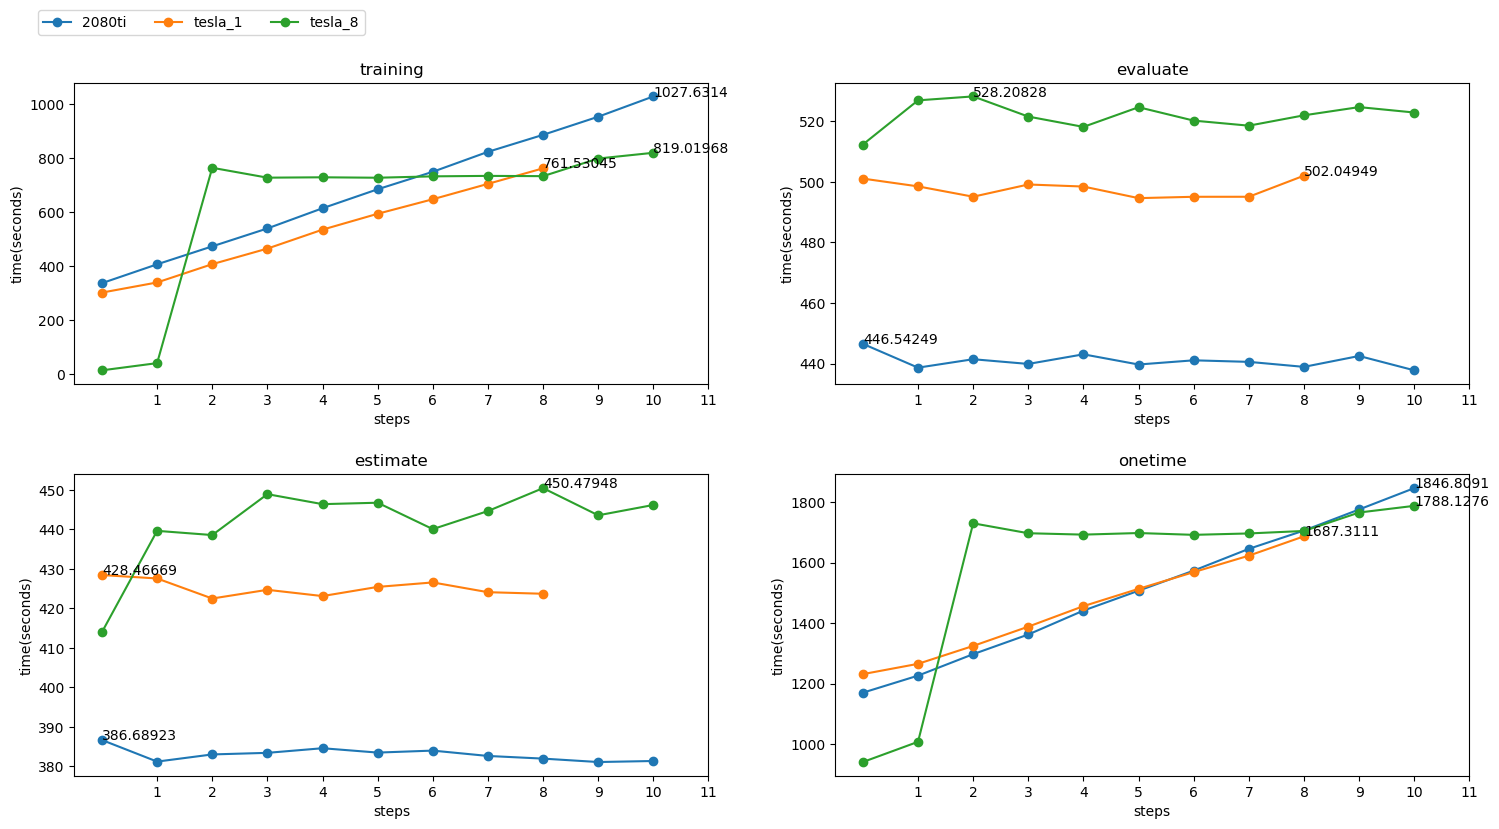 2080ti tesla_1 tesla_8
training
1027.6314
819.01968
761.53045
1000
800
600
400
200
0
time(seconds)
1 2 3 4 5 6 7 8 9 10 11
steps
evaluate
528.20828
502.04949
446.54249
520
500
480
460
440
time(seconds)
1 2 3 4 5 6 7 8 9 10 11
steps
estimate
450.47948
428.46669
386.68923
450
440
430
420
410
400
390
380
time(seconds)
1 2 3 4 5 6 7 8 9 10 11
steps
onetime
1846.8091
1788.1276
1687.3111
1800
1600
1400
1200
1000
time(seconds)
1 2 3 4 5 6 7 8 9 10 11
steps